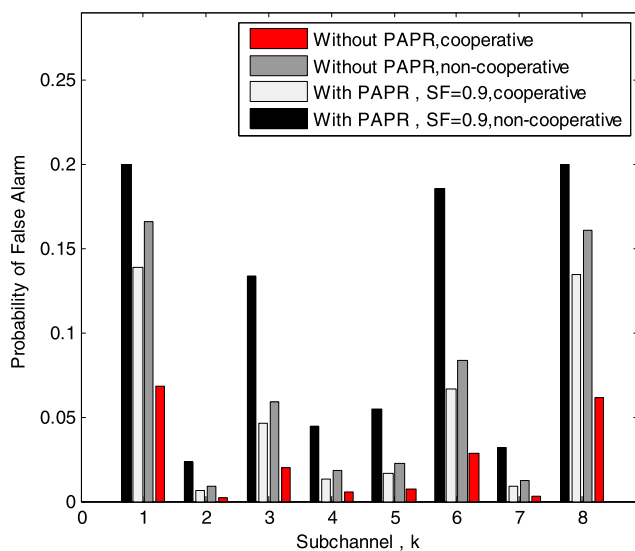 Without PAPR,cooperative
Without PAPR,non-cooperative
With PAPR , SF=0.9,cooperative
With PAPR , SF=0.9,non-cooperative
0.25
0.2
0.15
0.1
0.05
0
Probability of False Alarm
0 1 2 3 4 5 6 7 8
Subchannel , k